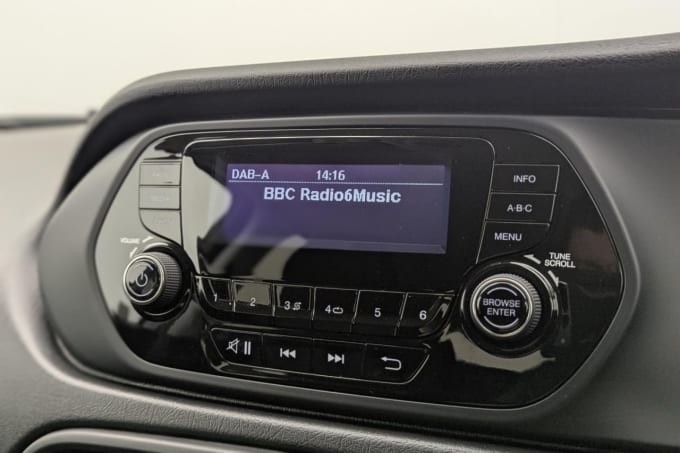 DAB-A 14:16
BBC Radio6Music
INFO
A·B·C
MENU
VOLUME
TUNE
SCROLL
BROWSE
ENTER
1 2 3 4 5 6